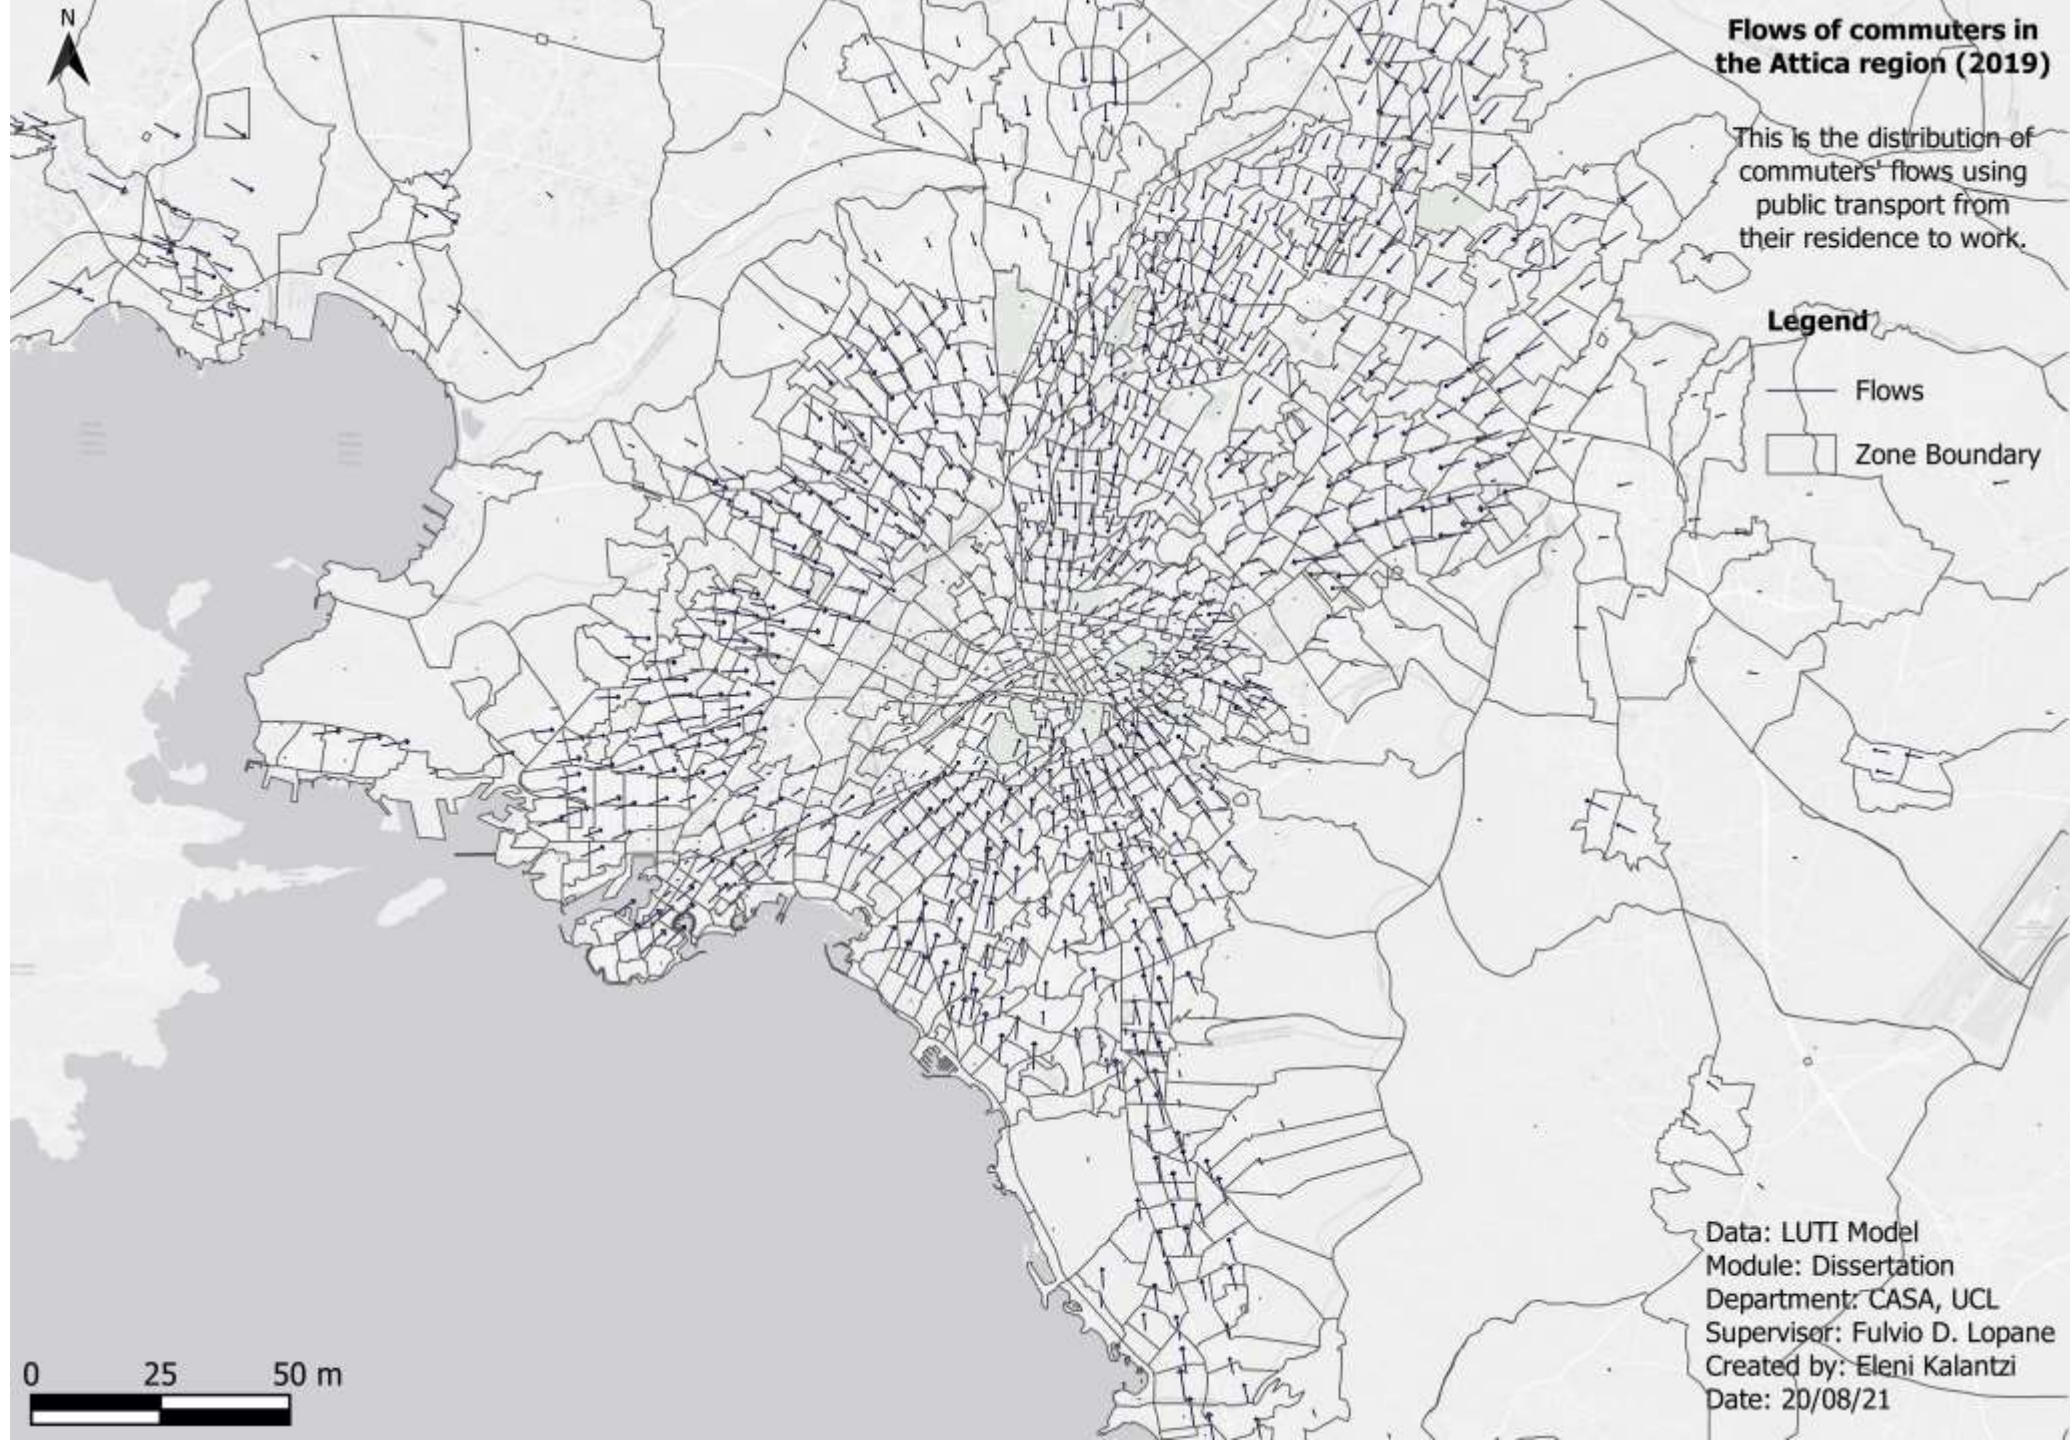 N
Flows of commuters in
the Attica region (2019)
This is the distribution of
commuters' flows using
public transport from
their residence to work.
Legend
Flows
Zone Boundary
Data: LUTI Model
Module: Dissertation
Department: CASA, UCL
Supervisor: Fulvio D. Lopane
Created by: Eleni Kalantzi
Date: 20/08/21
0 25 50 m